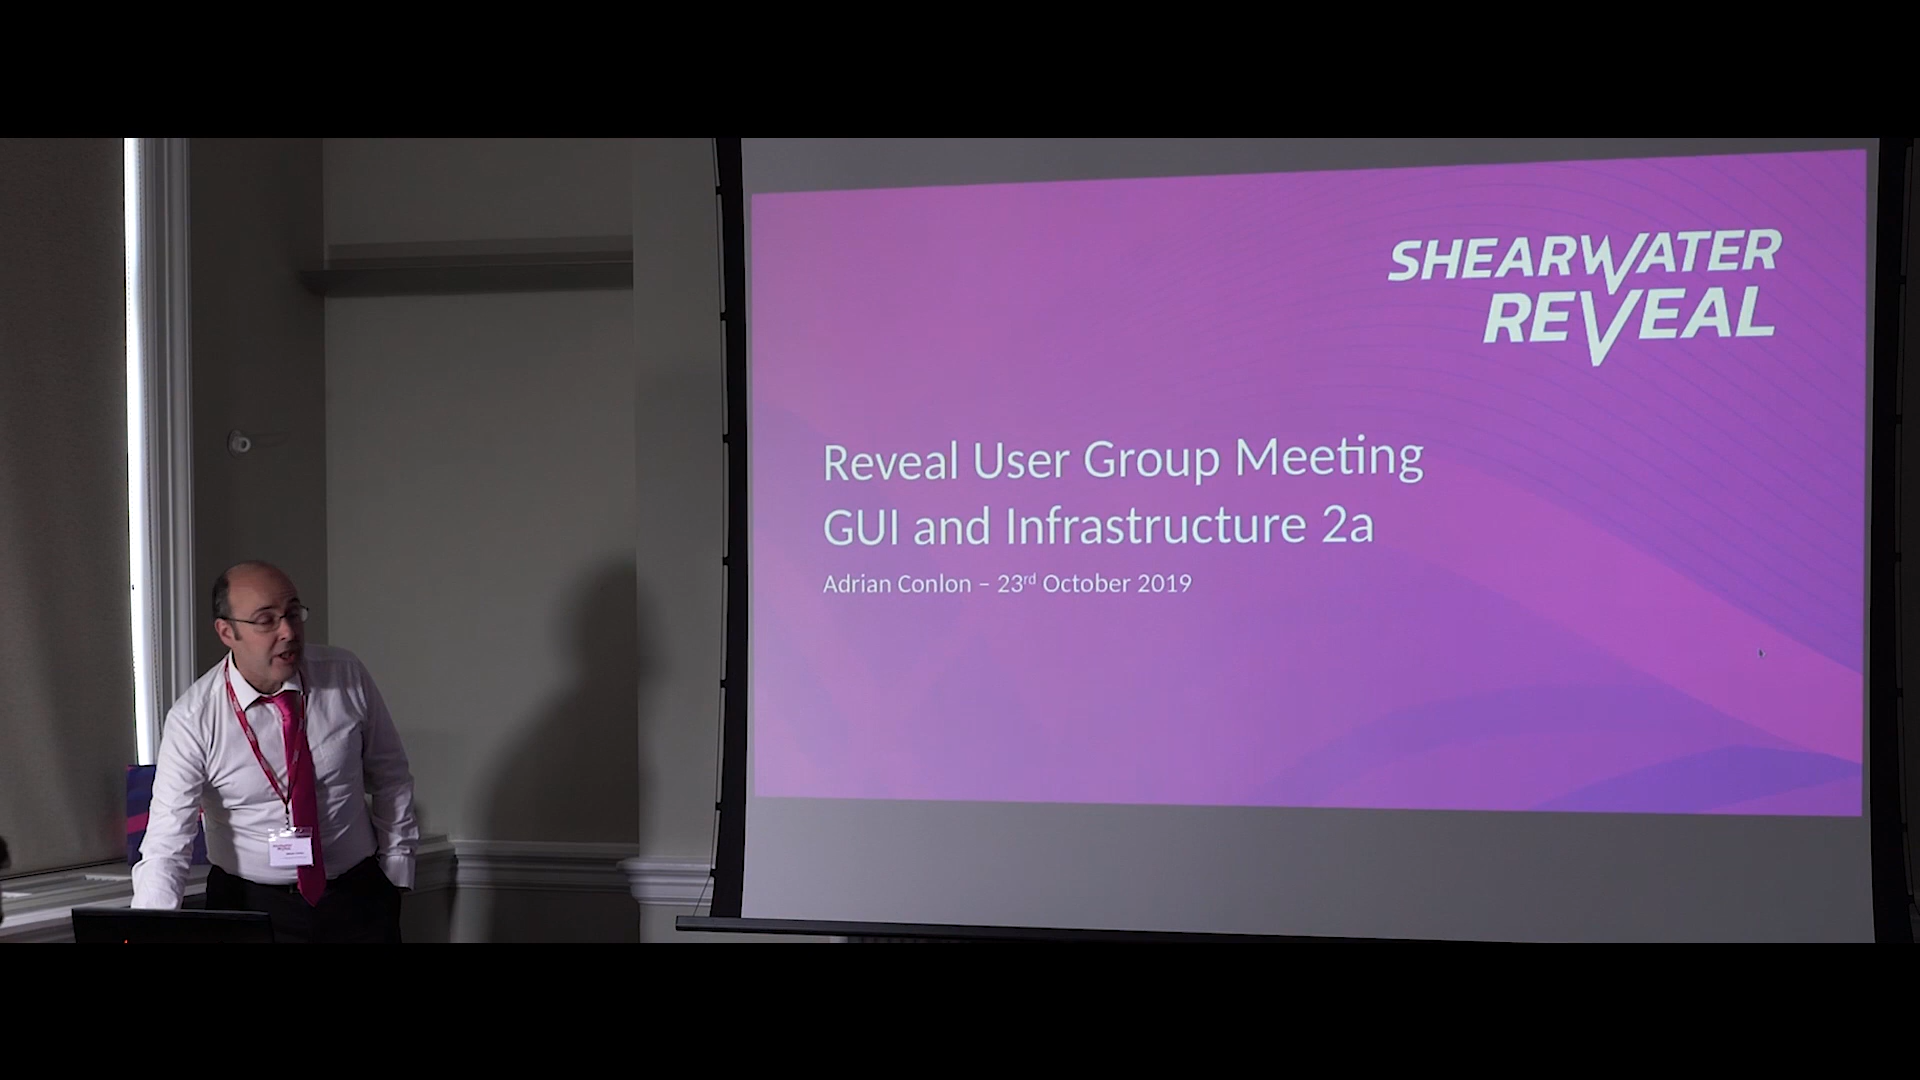 SHEARWATER
REVEAL
Reveal User Group Meeting
GUI and Infrastructure 2a
Adrian Conlon – 23rd October 2019